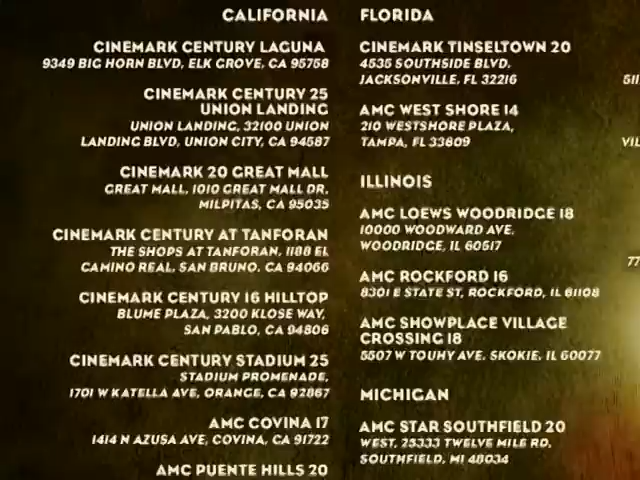 CALIFORNIA
CINEMARK CENTURY LAGUNA
9349 BIG HORN BLVD, ELK GROVE, CA 95758
CINEMARK CENTURY 25
UNION LANDING
UNION LANDING, 32100 UNION
LANDING BLVD, UNION CITY, CA 94587
CINEMARK 20 GREAT MALL
GREAT MALL, 1010 GREAT MALL DR.
MILPITAS, CA 95035
CINEMARK CENTURY AT TANFORAN
THE SHOPS AT TANFORAN, 1188 EL
CAMINO REAL, SAN BRUNO, CA 94066
CINEMARK CENTURY 16 HILLTOP
BLUME PLAZA, 3200 KLOSE WAY,
SAN PABLO, CA 94806
CINEMARK CENTURY STADIUM 25
STADIUM PROMENADE,
1701 W KATELLA AVE, ORANGE, CA 92867
AMC COVINA 17
1414 N AZUSA AVE, COVINA, CA 91722
AMC PUENTE HILLS 20
FLORIDA
CINEMARK TINSELTOWN 20
4535 SOUTHSIDE BLVD,
JACKSONVILLE, FL 32216
AMC WEST SHORE 14
210 WESTSHORE PLAZA,
TAMPA, FL 33809
ILLINOIS
AMC LOEWS WOODRIDGE 18
10000 WOODWARD AVE.
WOODRIDGE, IL 60517
AMC ROCKFORD 16
8301 E STATE ST, ROCKFORD, IL 61108
AMC SHOWPLACE VILLAGE
CROSSING 18
5507 W TOUHY AVE. SKOKIE, IL 60077
MICHIGAN
AMC STAR SOUTHFIELD 20
WEST, 25333 TWELVE MILE RD.
SOUTHFIELD, MI 48034